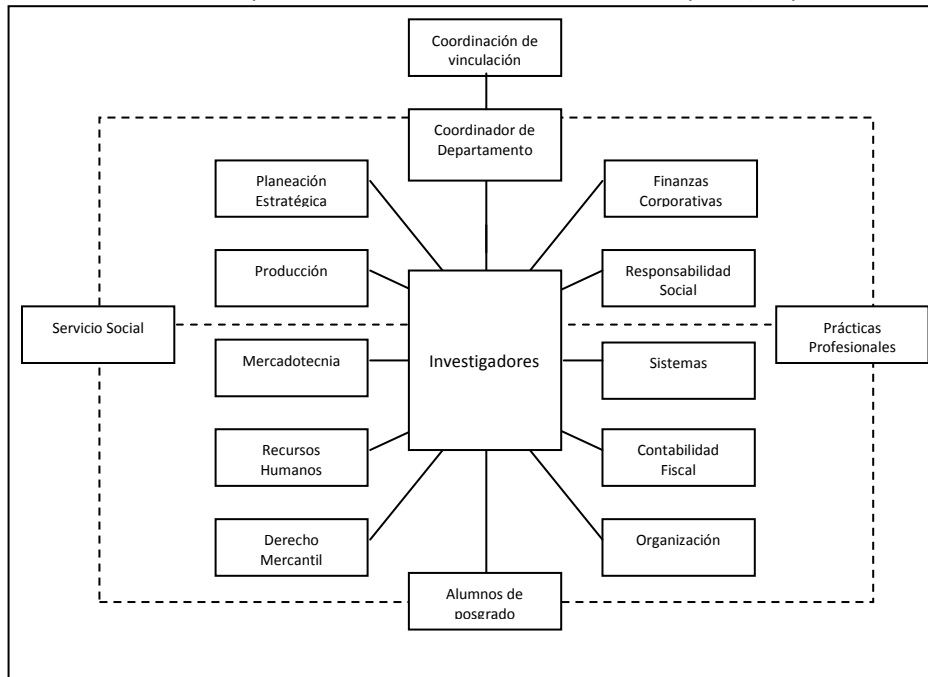 Coordinación de
vinculación
Coordinador de
Departamento
Planeación
Estratégica
Finanzas
Corporativas
Producción
Responsabilidad
Social
Servicio Social
Prácticas
Profesionales
Investigadores
Mercadotecnia
Sistemas
Recursos
Humanos
Contabilidad
Fiscal
Derecho
Mercantil
Organización
Alumnos de
posgrado